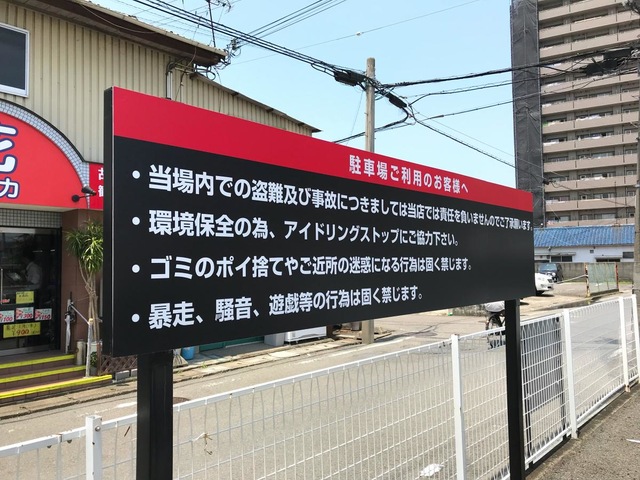 駐車場ご利用のお客様へ
・当場内での盗難及び事故につきましては当店では責任を負いませんのでご了承願います。
・環境保全の為、アイドリングストップにご協力下さい。
・ゴミのポイ捨てやご近所の迷惑になる行為は固く禁じます。
・暴走、騒音、遊戯等の行為は固く禁じます。